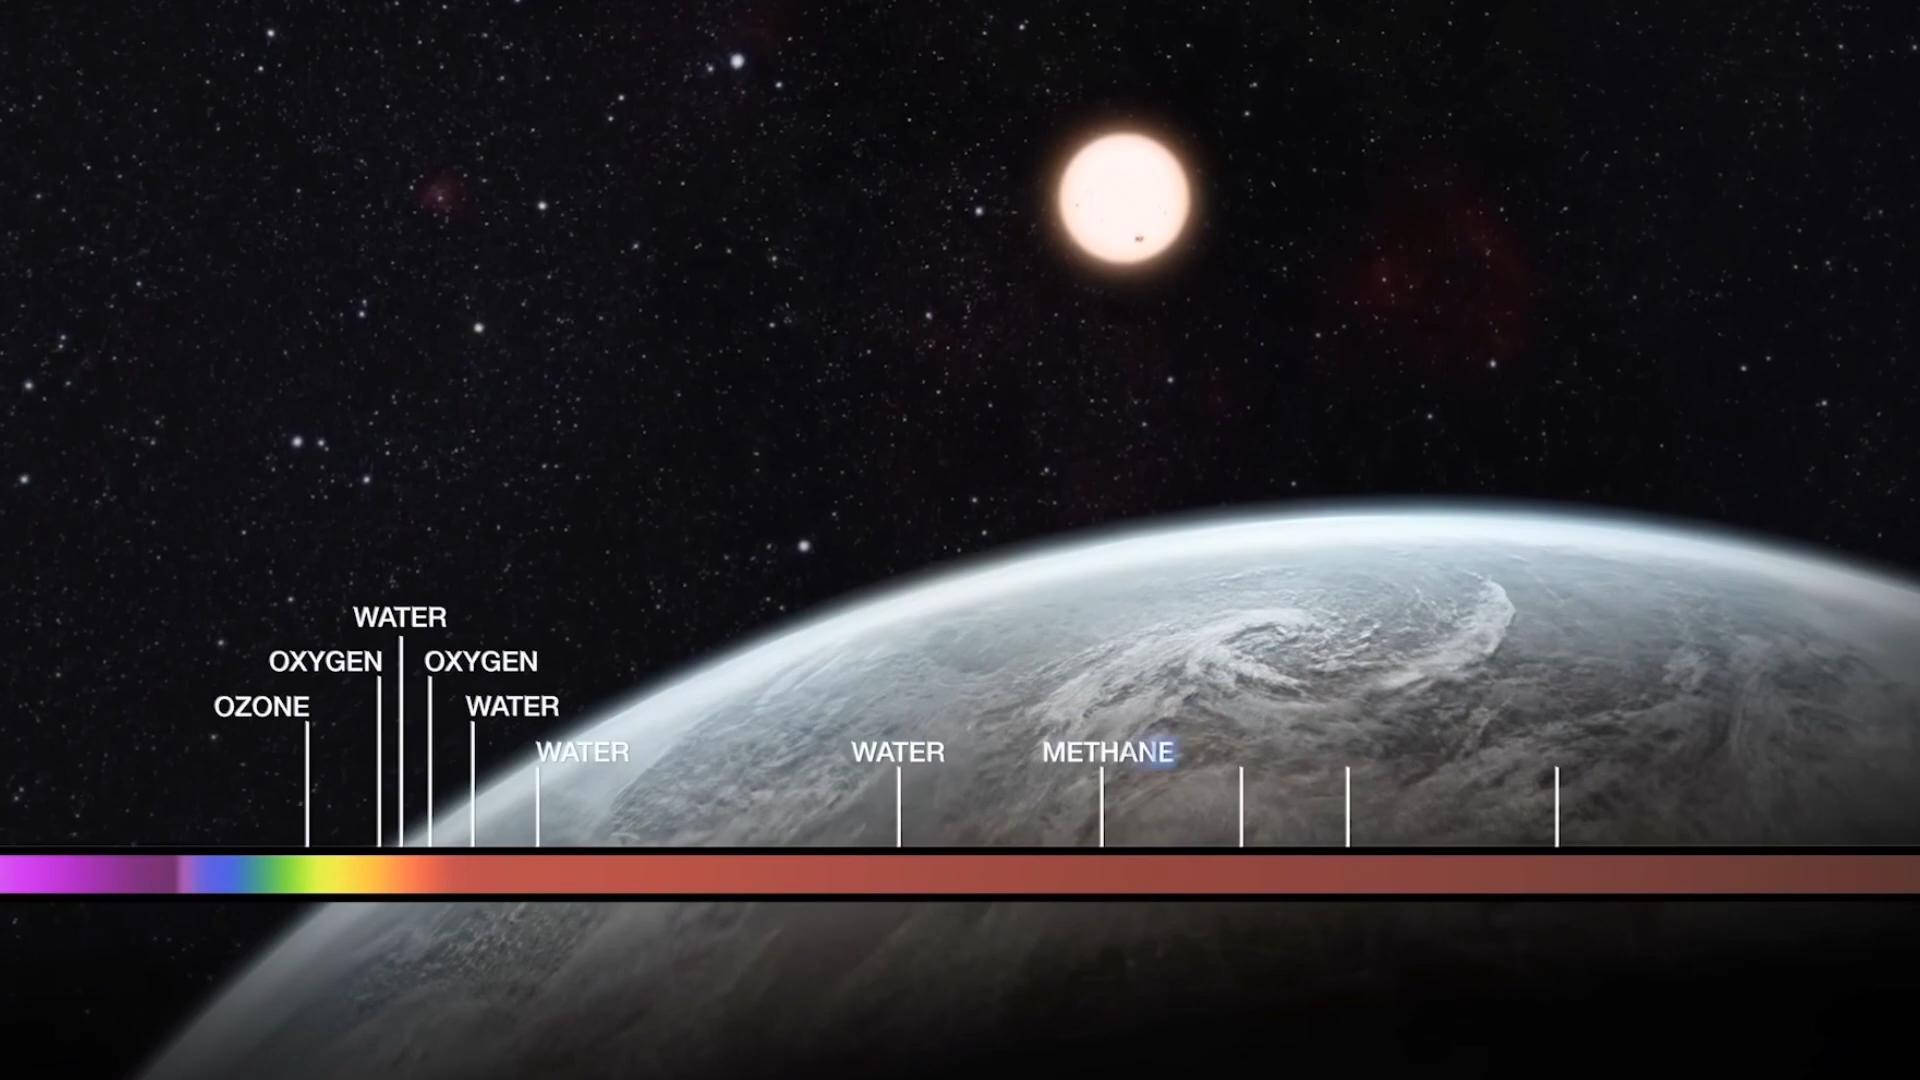 WATER
OXYGEN
OXYGEN
OZONE
WATER
WATER
WATER
METHANE